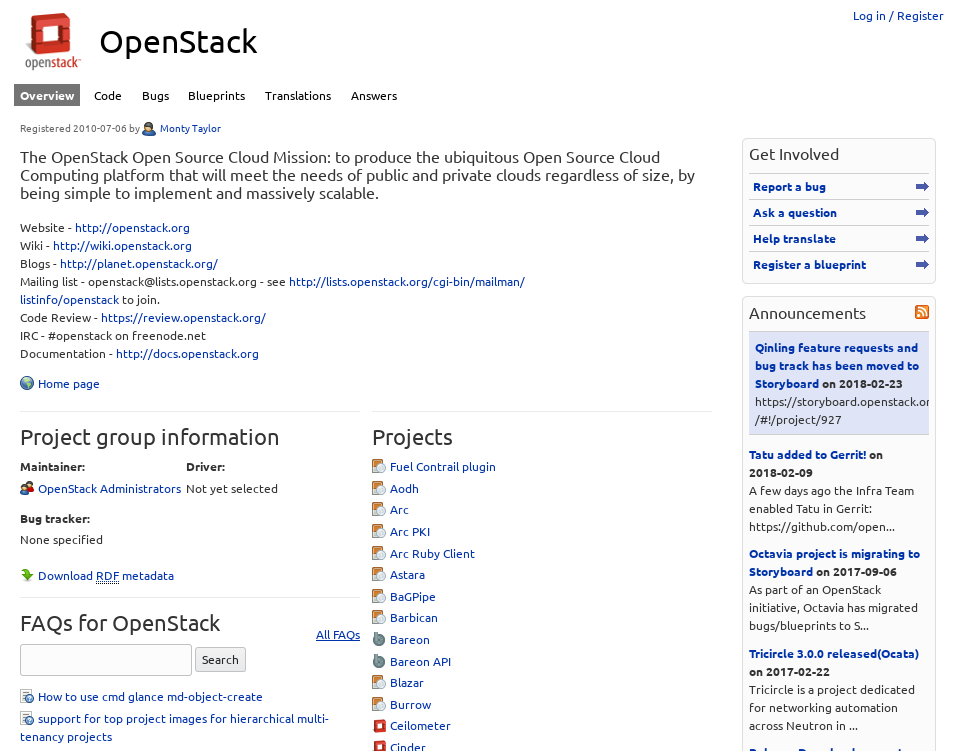 Log in / Register
openstack™
OpenStack
Overview Code Bugs Blueprints Translations Answers
Registered 2010-07-06 by Monty Taylor
The OpenStack Open Source Cloud Mission: to produce the ubiquitous Open Source Cloud
Computing platform that will meet the needs of public and private clouds regardless of size, by
being simple to implement and massively scalable.
Website - http://openstack.org
Wiki - http://wiki.openstack.org
Blogs - http://planet.openstack.org/
Mailing list - openstack@lists.openstack.org - see http://lists.openstack.org/cgi-bin/mailman/
listinfo/openstack to join.
Code Review - https://review.openstack.org/
IRC - #openstack on freenode.net
Documentation - http://docs.openstack.org
Home page
Project group information
Maintainer: Driver:
OpenStack Administrators Not yet selected
Bug tracker:
None specified
Download RDF metadata
FAQs for OpenStack
All FAQs
Search
How to use cmd glance md-object-create
support for top project images for hierarchical multi-
tenancy projects
Projects
Fuel Contrail plugin
Aodh
Arc
Arc PKI
Arc Ruby Client
Astara
BaGPipe
Barbican
Bareon
Bareon API
Blazar
Burrow
Ceilometer
Cinder
Get Involved
Report a bug
Ask a question
Help translate
Register a blueprint
Announcements
Qinling feature requests and
bug track has been moved to
Storyboard on 2018-02-23
https://storyboard.openstack.or
/#!/project/927
Tatu added to Gerrit! on
2018-02-09
A few days ago the Infra Team
enabled Tatu in Gerrit:
https://github.com/open...
Octavia project is migrating to
Storyboard on 2017-09-06
As part of an OpenStack
initiative, Octavia has migrated
bugs/blueprints to S...
Tricircle 3.0.0 released(Ocata)
on 2017-02-22
Tricircle is a project dedicated
for networking automation
across Neutron in ...